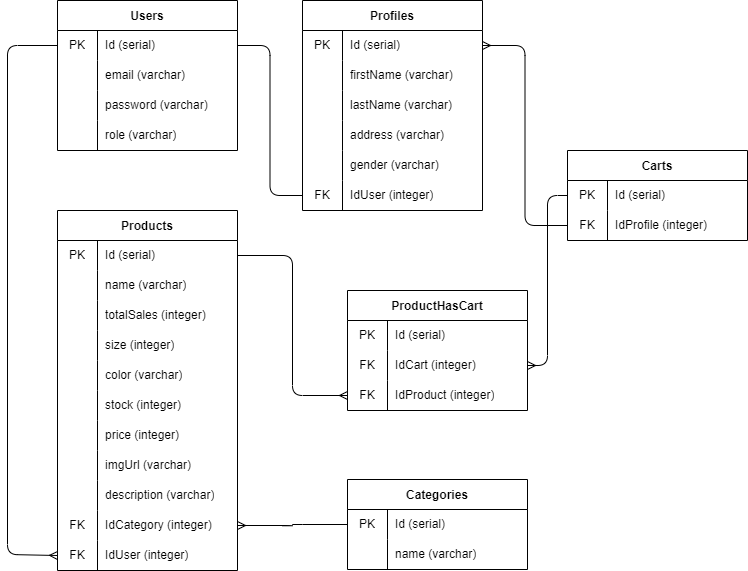 Users
PK Id (serial)
email (varchar)
password (varchar)
role (varchar)
Profiles
PK Id (serial)
firstName (varchar)
lastName (varchar)
address (varchar)
gender (varchar)
FK IdUser (integer)
Carts
PK Id (serial)
FK IdProfile (integer)
Products
PK Id (serial)
name (varchar)
totalSales (integer)
size (integer)
color (varchar)
stock (integer)
price (integer)
imgUrl (varchar)
description (varchar)
FK IdCategory (integer)
FK IdUser (integer)
ProductHasCart
PK Id (serial)
FK IdCart (integer)
FK IdProduct (integer)
Categories
PK Id (serial)
name (varchar)